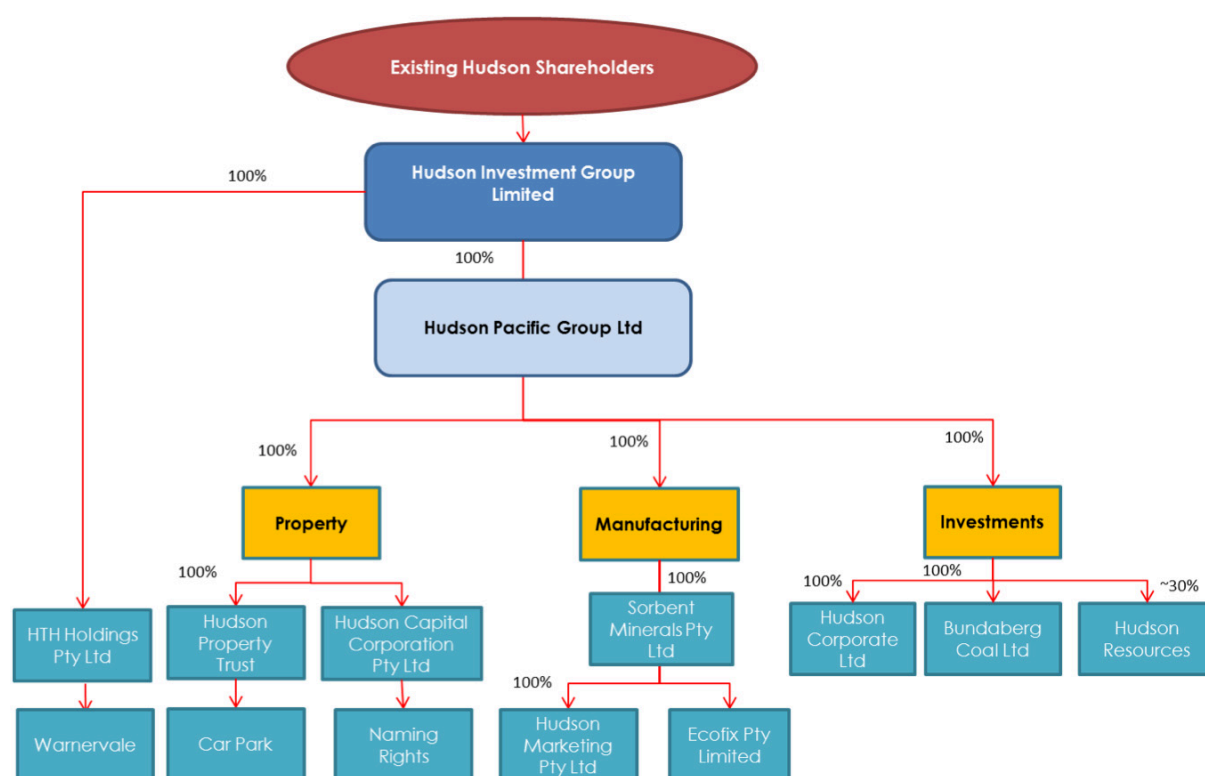 Existing Hudson Shareholders
Hudson Investment Group
Limited
100%
100%
Hudson Pacific Group Ltd
100%
100%
100%
Property
Manufacturing
Investments
100%
100%
100%
100%
~30%
HTH Holdings
Pty Ltd
Hudson
Property
Trust
Hudson Capital
Corporation
Pty Ltd
Sorbent
Minerals Pty
Ltd
Hudson
Corporate
Ltd
Bundaberg
Coal Ltd
Hudson
Resources
100%
Warnervale
Car Park
Naming
Rights
Hudson
Marketing
Pty Ltd
Ecofix Pty
Limited